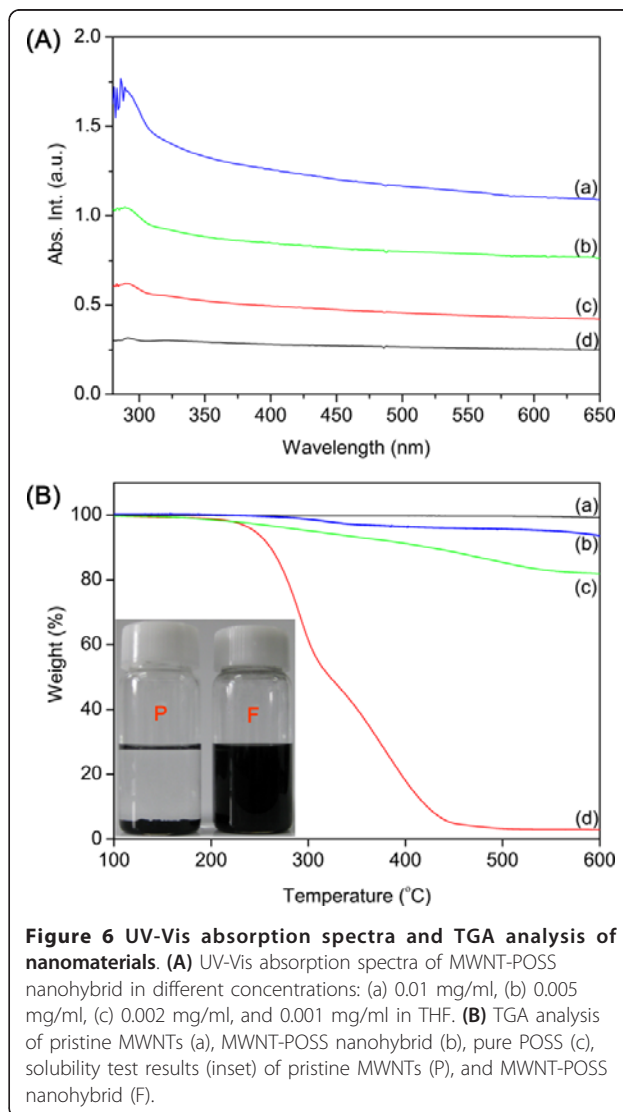 (A)
2.0
1.5
1.0
0.5
0.0
Abs. Int. (a.u.)
(a)
(b)
(c)
(d)
300 350 400 450 500 550 600 650
Wavelength (nm)
(B)
100
80
60
40
20
0
Weight (%)
(a)
(b)
(c)
(d)
P F
100 200 300 400 500 600
Temperature (°C)
Figure 6 UV-Vis absorption spectra and TGA analysis of
nanomaterials. (A) UV-Vis absorption spectra of MWNT-POSS
nanohybrid in different concentrations: (a) 0.01 mg/ml, (b) 0.005
mg/ml, (c) 0.002 mg/ml, and 0.001 mg/ml in THF. (B) TGA analysis
of pristine MWNTs (a), MWNT-POSS nanohybrid (b), pure POSS (c),
solubility test results (inset) of pristine MWNTs (P), and MWNT-POSS
nanohybrid (F).